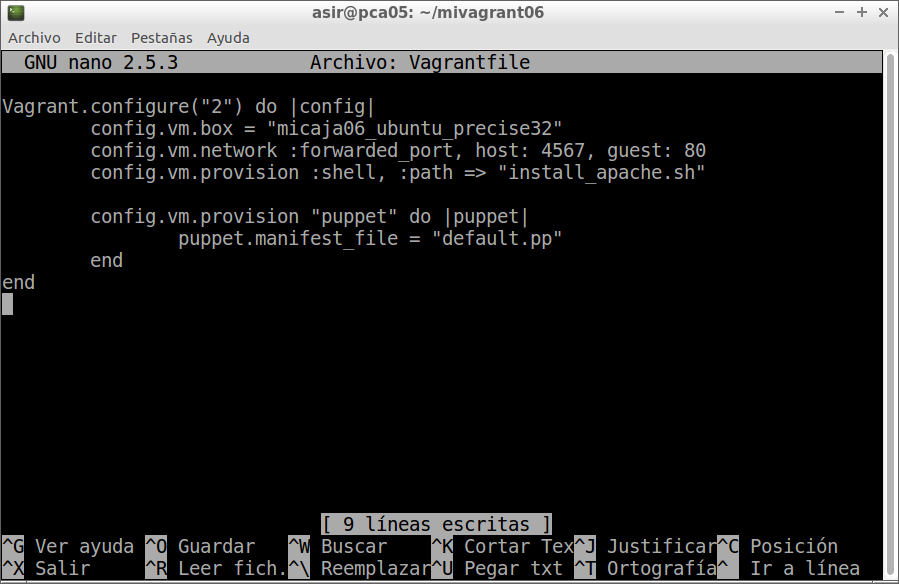 asir@pca05: ~/mivagrant06
Archivo Editar Pestañas Ayuda
GNU nano 2.5.3 Archivo: Vagrantfile
Vagrant.configure("2") do |config|
config.vm.box = "micaja06_ubuntu_precise32"
config.vm.network :forwarded_port, host: 4567, guest: 80
config.vm.provision :shell, :path => "install_apache.sh"
config.vm.provision "puppet" do |puppet|
puppet.manifest_file = "default.pp"
end
end
[ 9 líneas escritas ]
^G Ver ayuda ^O Guardar ^W Buscar ^K Cortar Tex^J Justificar^C Posición
^X Salir ^R Leer fich.^\ Reemplazar^U Pegar txt ^T Ortografía^ Ir a línea